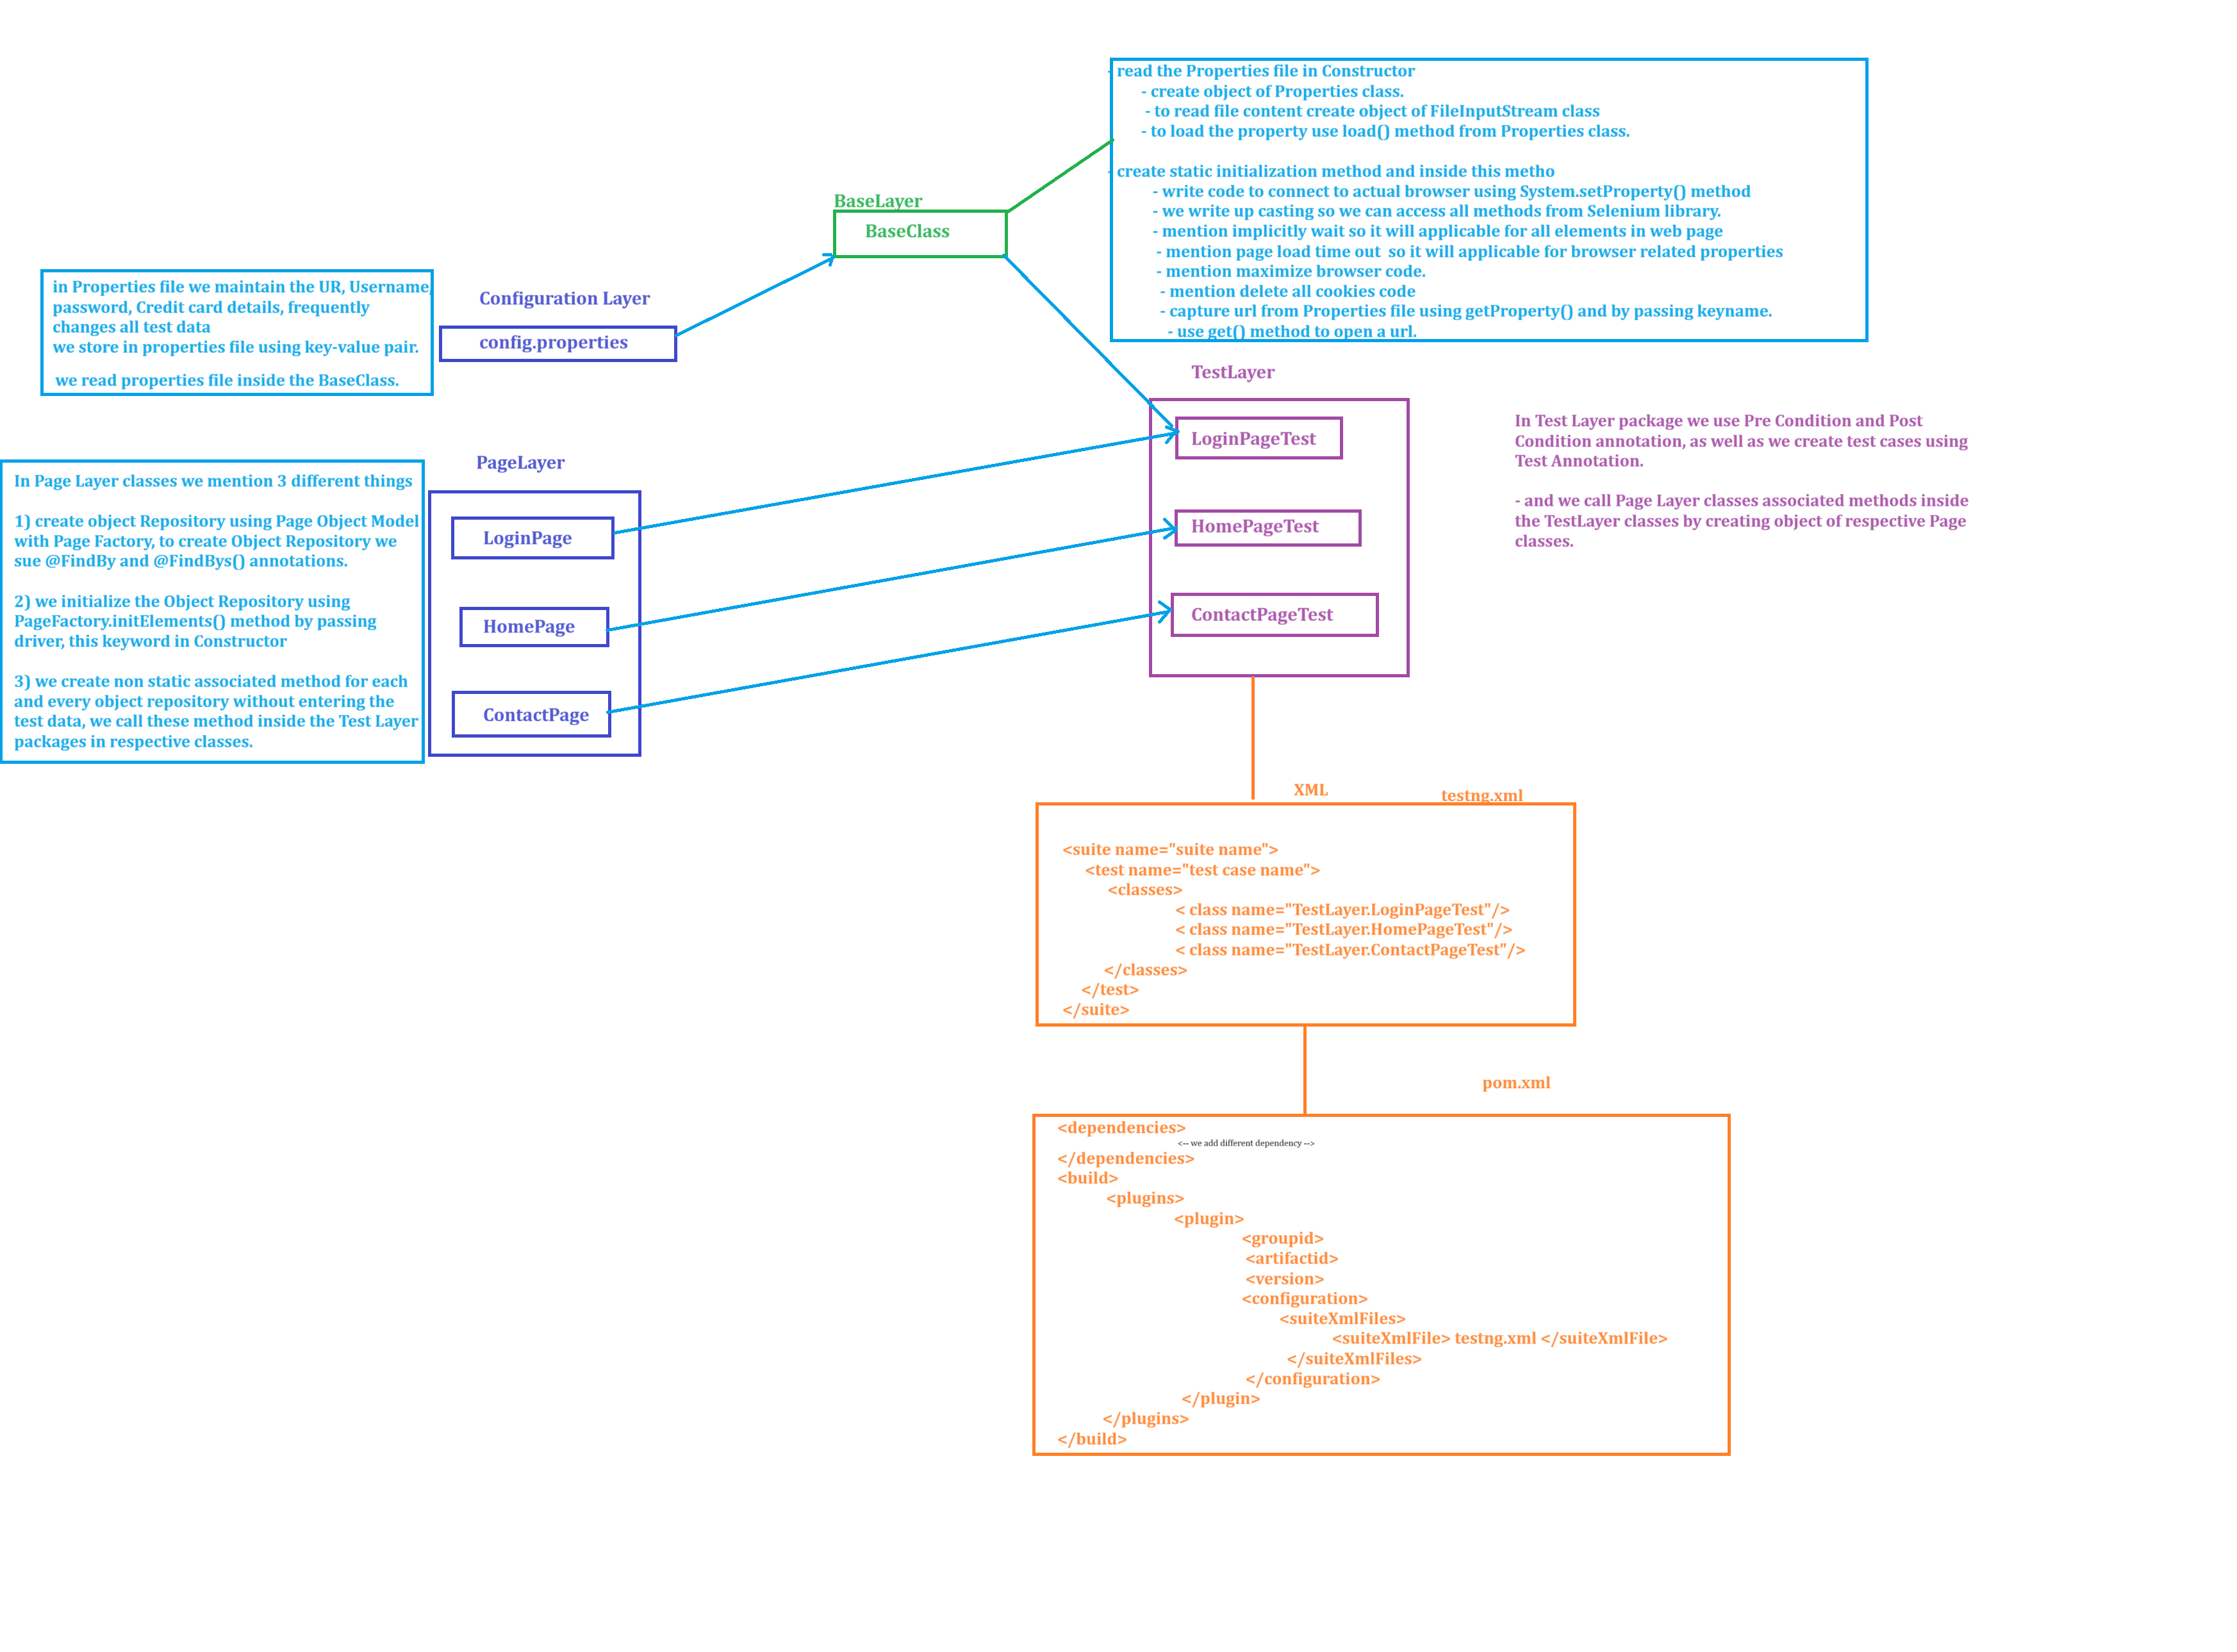 - read the Properties file in Constructor
- create object of Properties class.
- to read file content create object of FileInputStream class
- to load the property use load() method from Properties class.
- create static initialization method and inside this metho
- write code to connect to actual browser using System.setProperty() method
- we write up casting so we can access all methods from Selenium library.
- mention implicitly wait so it will applicable for all elements in web page
- mention page load time out  so it will applicable for browser related properties
- mention maximize browser code.
- mention delete all cookies code
- capture url from Properties file using getProperty() and by passing keyname.
- use get() method to open a url.
BaseLayer
BaseClass
in Properties file we maintain the UR, Username,
password, Credit card details, frequently
changes all test data
we store in properties file using key-value pair.
we read properties file inside the BaseClass.
Configuration Layer
config.properties
TestLayer
LoginPageTest
HomePageTest
ContactPageTest
In Test Layer package we use Pre Condition and Post
Condition annotation, as well as we create test cases using
Test Annotation.
- and we call Page Layer classes associated methods inside
the TestLayer classes by creating object of respective Page
classes.
In Page Layer classes we mention 3 different things
1) create object Repository using Page Object Model
with Page Factory, to create Object Repository we
sue @FindBy and @FindBys() annotations.
2) we initialize the Object Repository using
PageFactory.initElements() method by passing
driver, this keyword in Constructor
3) we create non static associated method for each
and every object repository without entering the
test data, we call these method inside the Test Layer
packages in respective classes.
PageLayer
LoginPage
HomePage
ContactPage
XML
testng.xml
<suite name="suite name">
<test name="test case name">
<classes>
< class name="TestLayer.LoginPageTest"/>
< class name="TestLayer.HomePageTest"/>
< class name="TestLayer.ContactPageTest"/>
</classes>
</test>
</suite>
pom.xml
<dependencies>
<-- we add different dependency -->
</dependencies>
<build>
<plugins>
<plugin>
<groupid>
<artifactid>
<version>
<configuration>
<suiteXmlFiles>
<suiteXmlFile> testng.xml </suiteXmlFile>
</suiteXmlFiles>
</configuration>
</plugin>
</plugins>
</build>